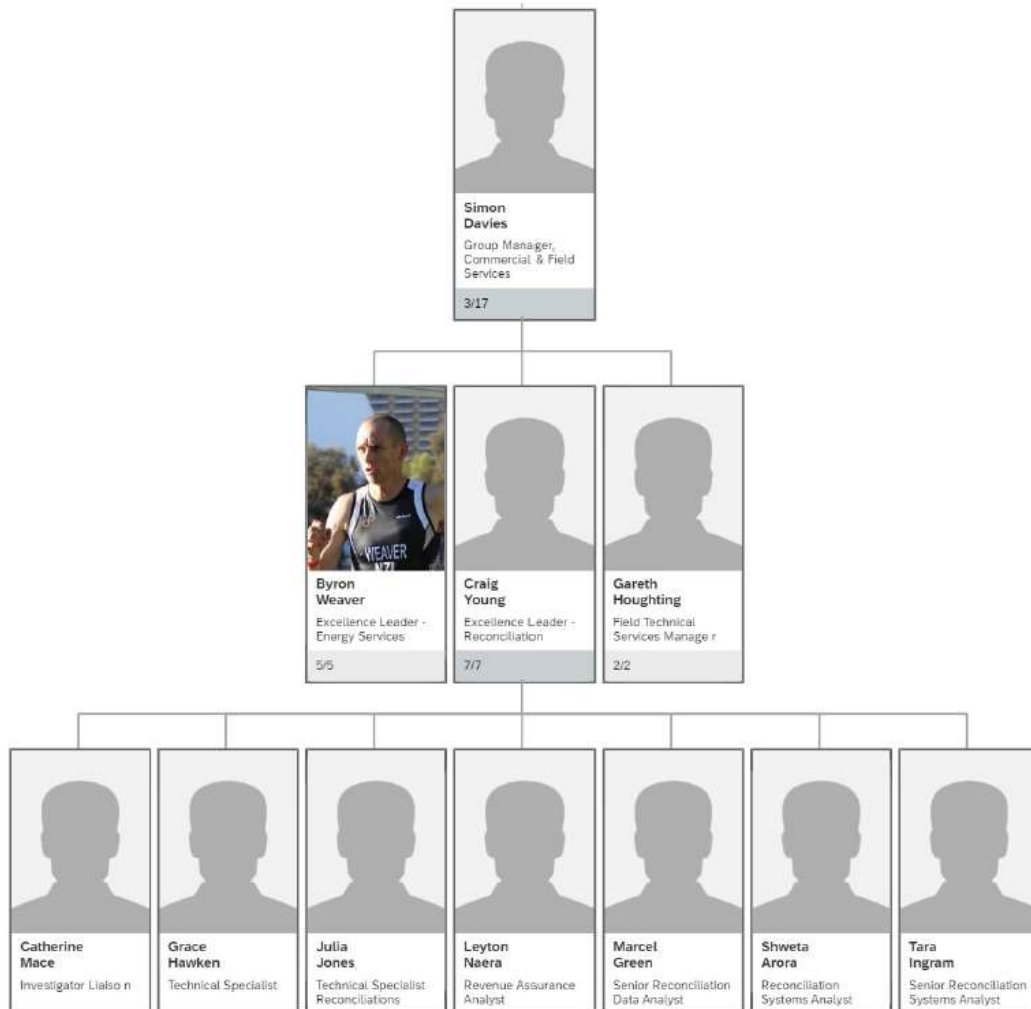 Simon
Davies
Group Manager,
Commercial & Field
Services
3/17
WEAVER
NZL
Byron
Weaver
Excellence Leader -
Energy Services
5/5
Craig
Young
Excellence Leader -
Reconciliation
7/7
Gareth
Houghting
Field Technical
Services Manage r
2/2
Catherine
Mace
Investigator Liaiso n
Grace
Hawken
Technical Specialist
Julia
Jones
Technical Specialist
Reconciliations
Leyton
Naera
Revenue Assurance
Analyst
Marcel
Green
Senior Reconciliation
Data Analyst
Shweta
Arora
Reconciliation
Systems Analyst
Tara
Ingram
Senior Reconciliation
Systems Analyst